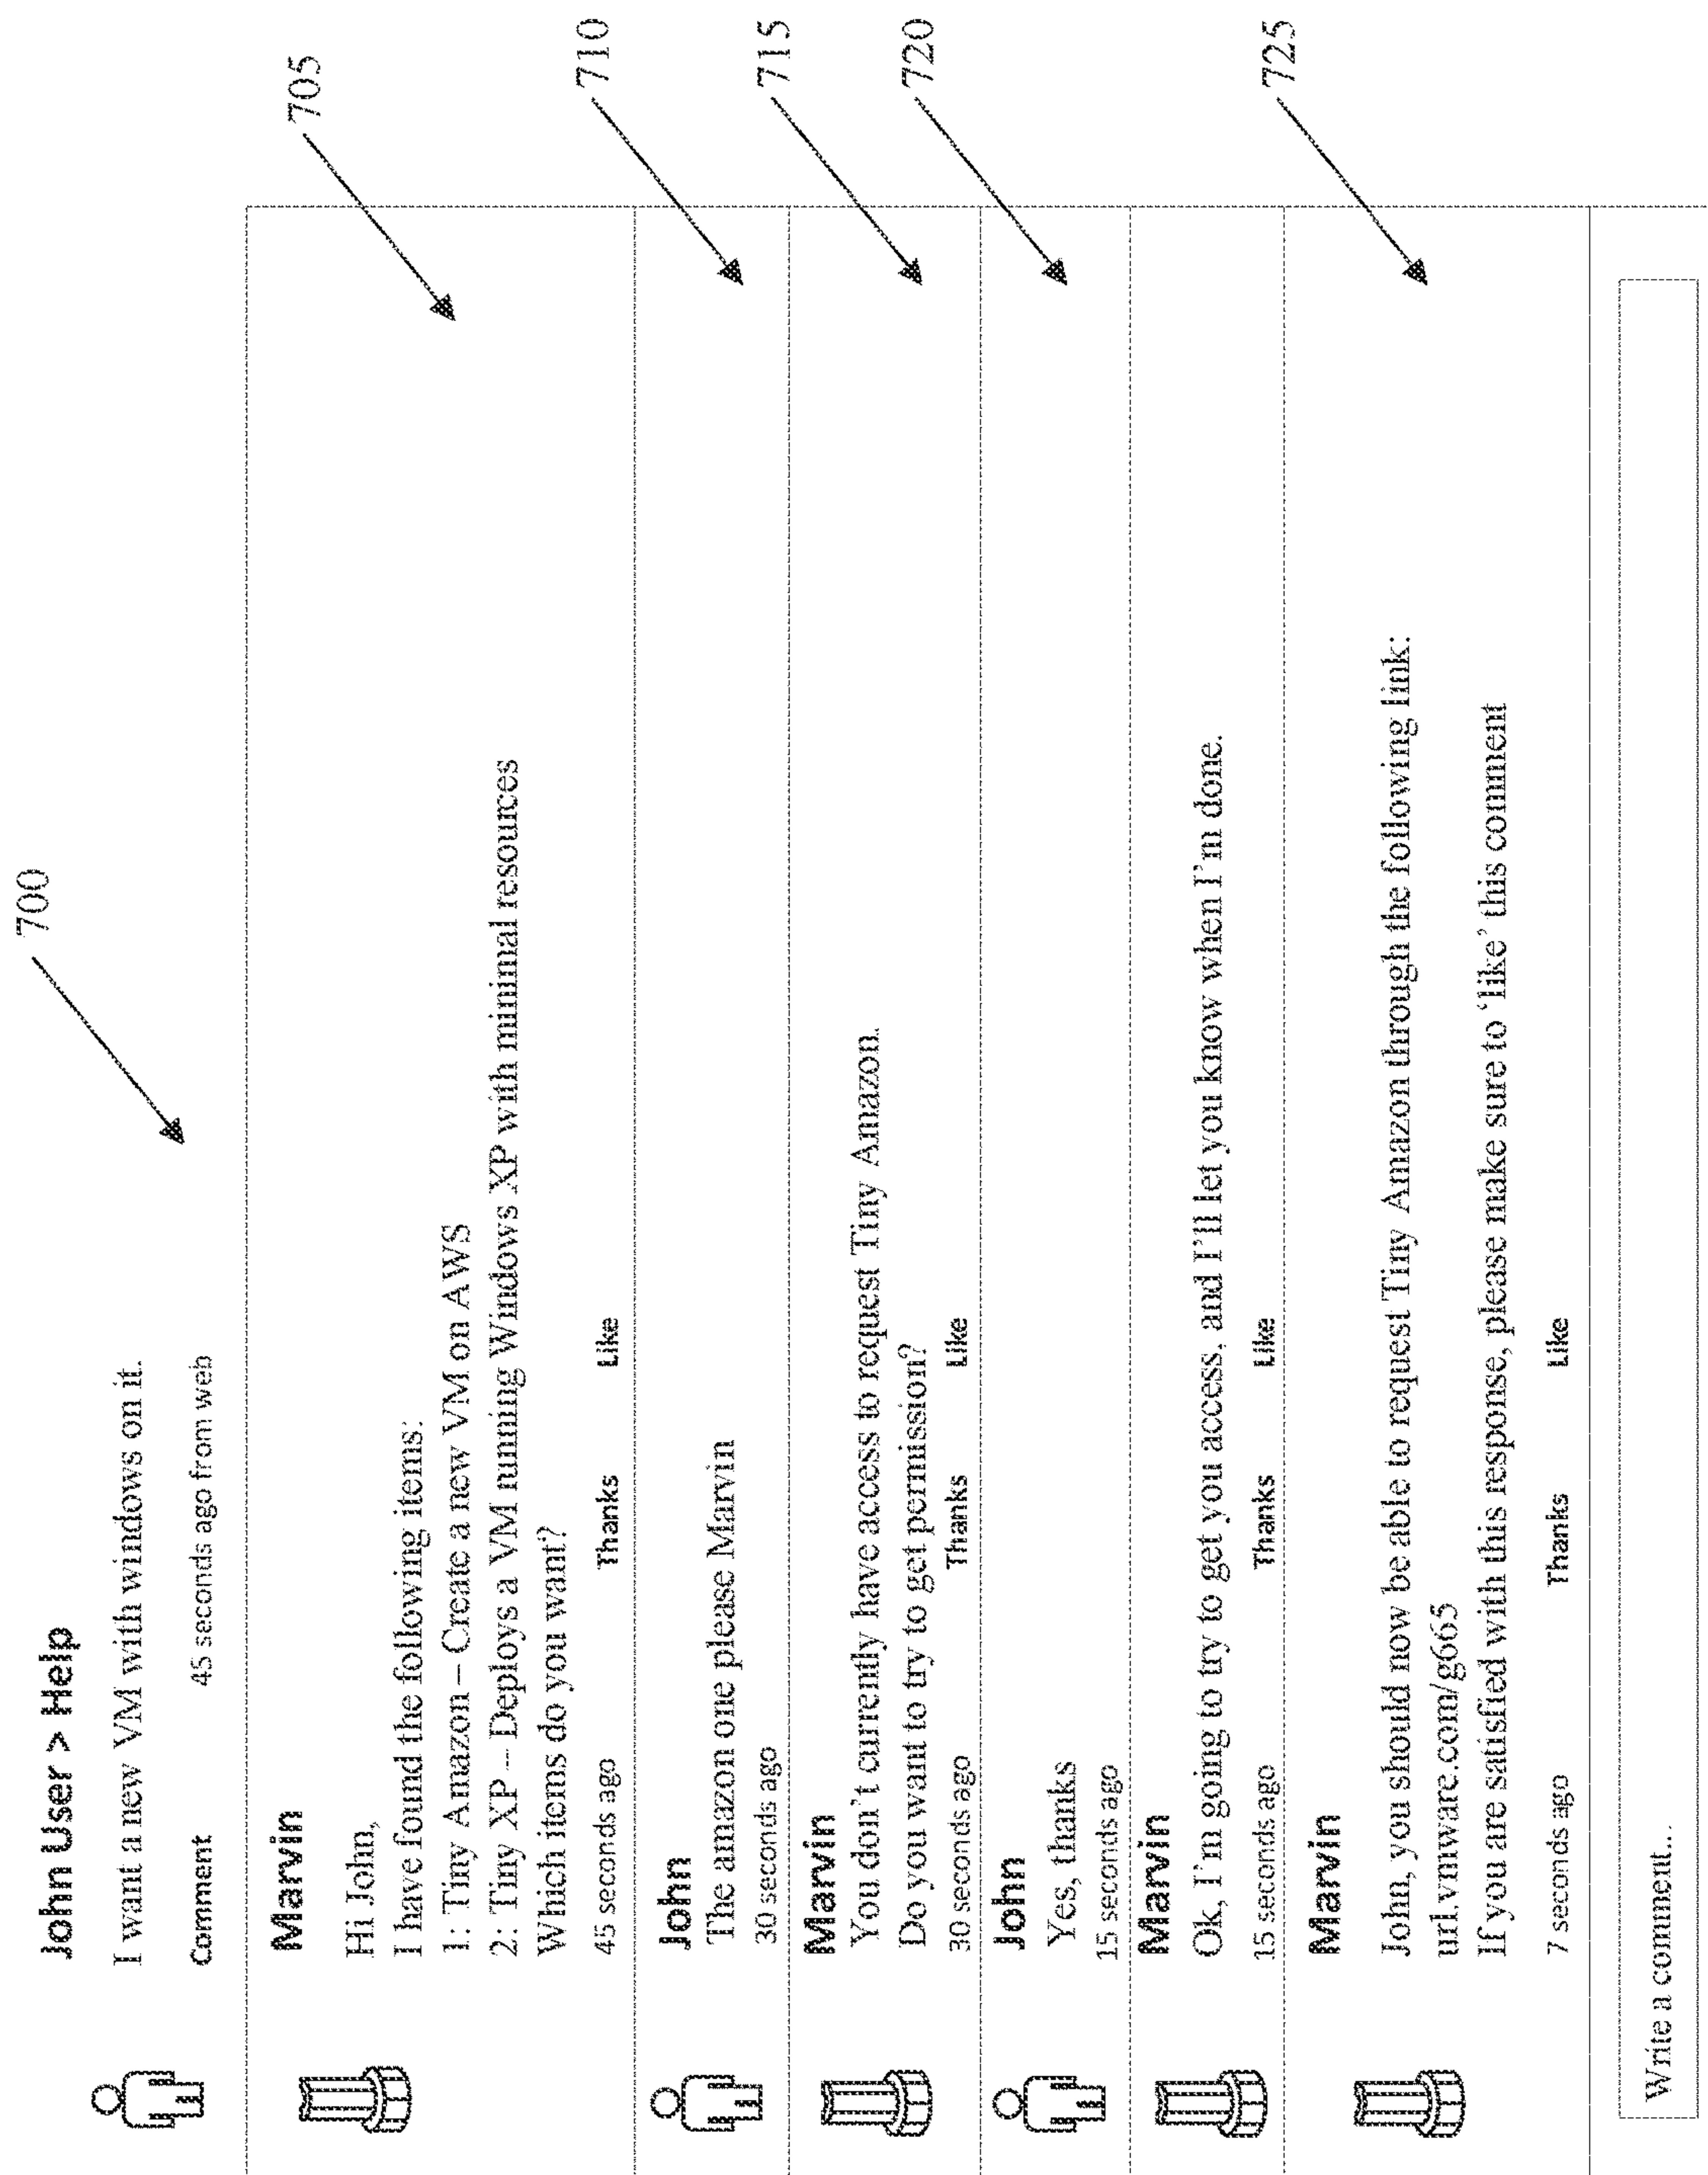 700
John User > Help
I want a new VM with windows on it.
Comment 45 seconds ago from web
705
Marvin
Hi John,
I have found the following items:
1: Tiny Amazon – Create a new VM on AWS
2: Tiny XP – Deploys a VM running Windows XP with minimal resources
Which items do you want?
45 seconds ago Thanks Like
710
John
The amazon one please Marvin
30 seconds ago
715
Marvin
You don't currently have access to request Tiny Amazon.
Do you want to try to get permission?
30 seconds ago Thanks Like
720
John
Yes, thanks
15 seconds ago
Marvin
Ok, I'm going to try to get you access, and I'll let you know when I'm done.
15 seconds ago Thanks Like
725
Marvin
John, you should now be able to request Tiny Amazon through the following link:
url.vmware.com/g665
If you are satisfied with this response, please make sure to 'like' this comment
7 seconds ago Thanks Like
Write a comment...